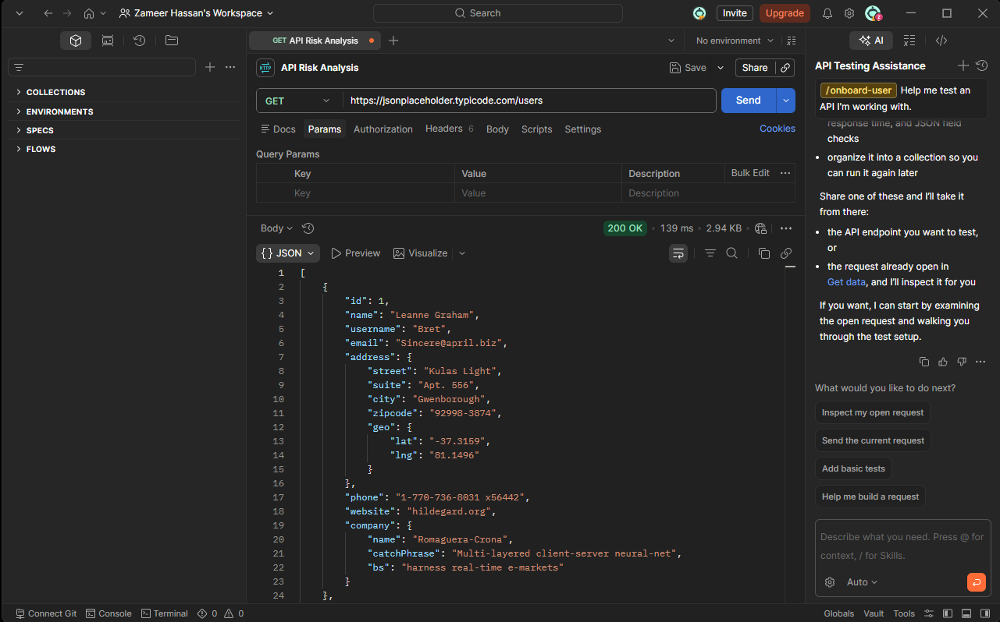 Zameer Hassan's Workspace
Search
Invite
Upgrade
GET API Risk Analysis
No environment
AI
COLLECTIONS
ENVIRONMENTS
SPECS
FLOWS
HTTP API Risk Analysis
Save
Share
GET
https://jsonplaceholder.typicode.com/users
Send
Docs
Params
Authorization
Headers 6
Body
Scripts
Settings
Cookies
Query Params
Key Value Description Bulk Edit
Key Value Description
Body
200 OK • 139 ms • 2.94 KB •
{} JSON
Preview
Visualize
1 [
2 {
3 "id": 1,
4 "name": "Leanne Graham",
5 "username": "Bret",
6 "email": "Sincere@april.biz",
7 "address": {
8 "street": "Kulas Light",
9 "suite": "Apt. 556",
10 "city": "Gwenborough",
11 "zipcode": "92998-3874",
12 "geo": {
13 "lat": "-37.3159",
14 "lng": "81.1496"
15 }
16 },
17 "phone": "1-770-736-8031 x56442",
18 "website": "hildegard.org",
19 "company": {
20 "name": "Romaguera-Crona",
21 "catchPhrase": "Multi-layered client-server neural-net",
22 "bs": "harness real-time e-markets"
23 }
24 },
API Testing Assistance
/onboard-user Help me test an
API I'm working with.
response time, and JSON field
checks
• organize it into a collection so you
can run it again later
Share one of these and I'll take it
from there:
• the API endpoint you want to test,
or
• the request already open in
Get data, and I'll inspect it for you
If you want, I can start by examining
the open request and walking you
through the test setup.
What would you like to do next?
Inspect my open request
Send the current request
Add basic tests
Help me build a request
Describe what you need. Press @ for
context, / for Skills.
Auto
Connect Git
Console
Terminal
0
0
Globals
Vault
Tools